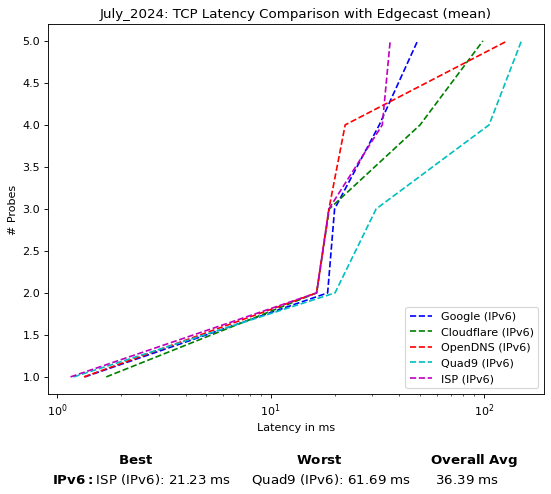 July_2024: TCP Latency Comparison with Edgecast (mean)
5.0
4.5
4.0
3.5
3.0
2.5
2.0
1.5
1.0
# Probes
Google (IPv6)
Cloudflare (IPv6)
OpenDNS (IPv6)
Quad9 (IPv6)
ISP (IPv6)
10⁰ 10¹ 10²
Latency in ms
Best Worst Overall Avg
IPv6: ISP (IPv6): 21.23 ms Quad9 (IPv6): 61.69 ms 36.39 ms